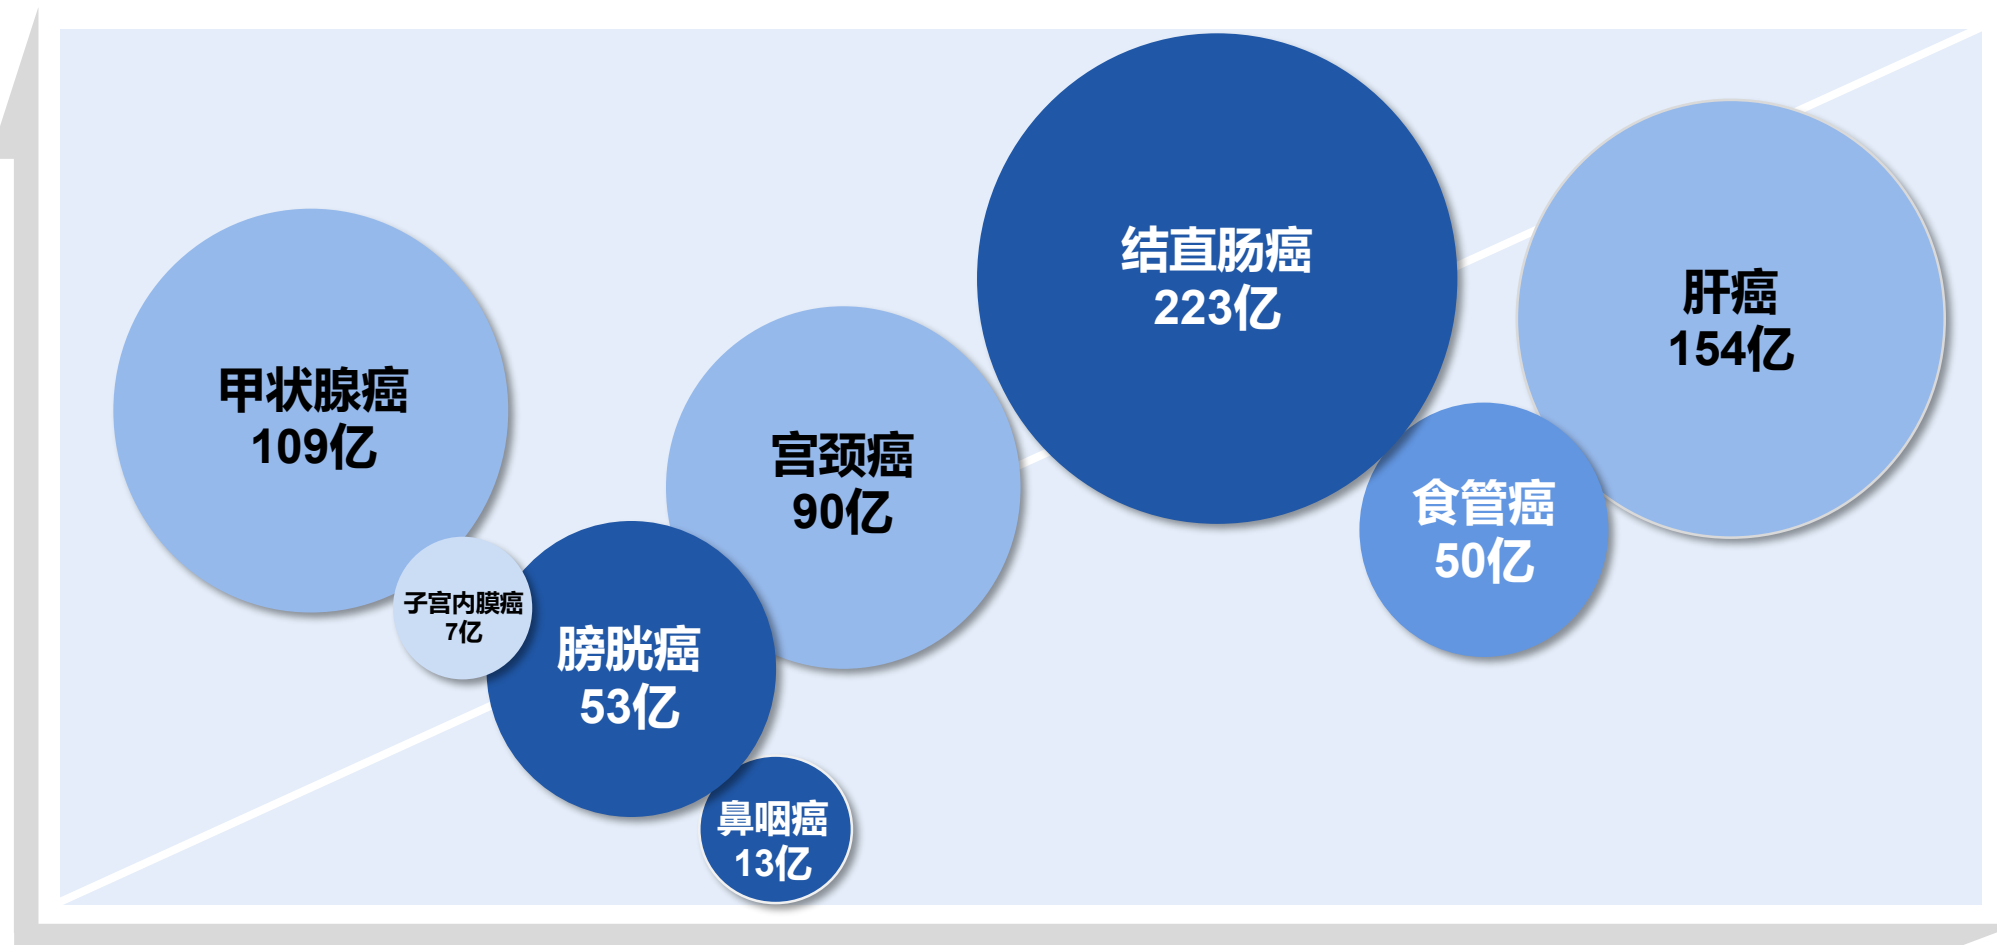 结直肠癌
223亿
肝癌
154亿
甲状腺癌
109亿
宫颈癌
90亿
食管癌
50亿
子宫内膜癌
7亿
膀胱癌
53亿
鼻咽癌
13亿